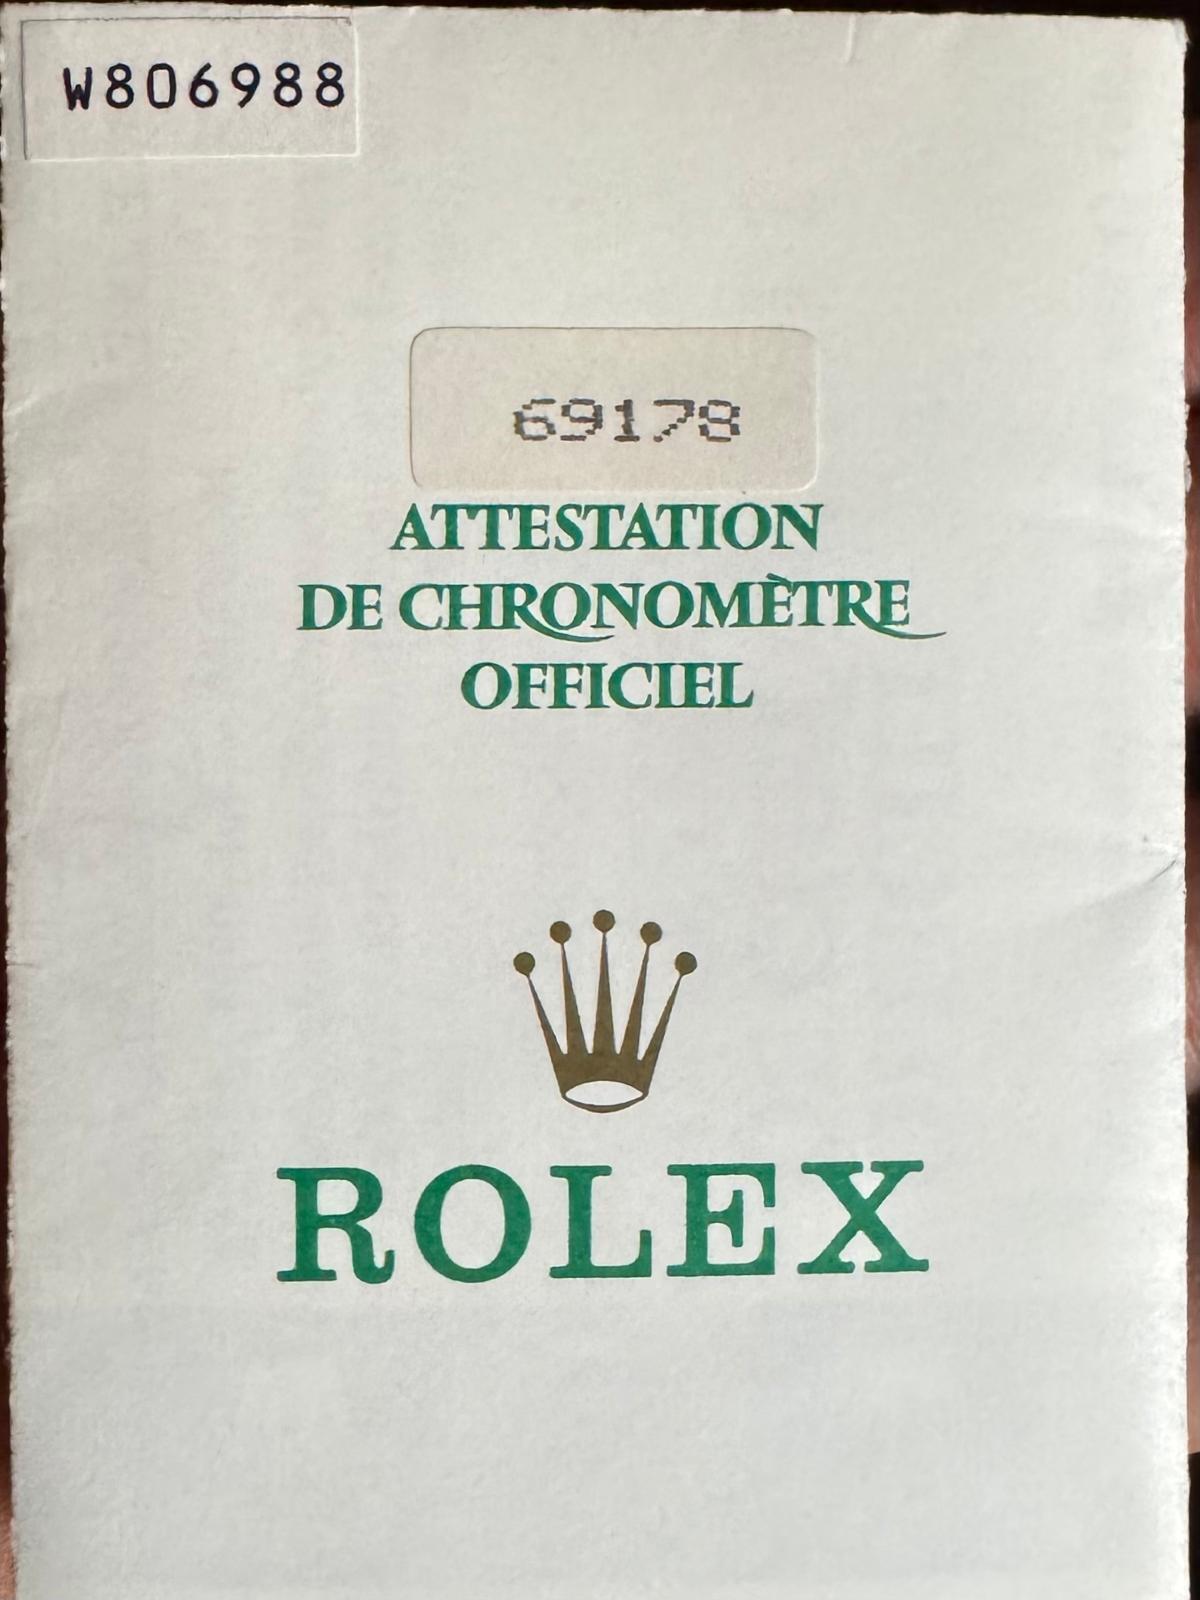 W806988
69178
ATTESTATION
DE CHRONOMÈTRE
OFFICIEL
ROLEX